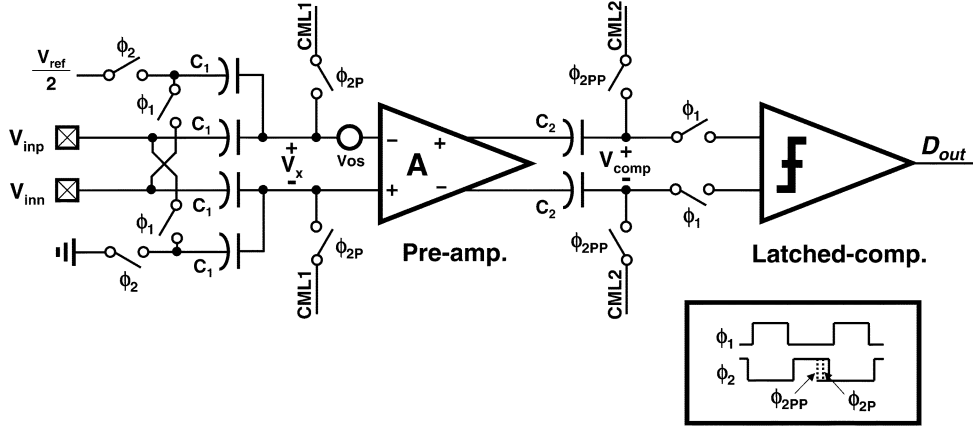 CML1
CML2
V_ref
2
ϕ2
C1
ϕ2P
ϕ2PP
ϕ1
C1
C2
ϕ1
V_inp
Vos
− +
A
+
V_x
-
+
V_comp
-
D_out
V_inn
+ −
C1
C2
ϕ1
ϕ1
ϕ2P
ϕ2PP
Pre-amp.
Latched-comp.
C1
ϕ2
CML1
CML2
ϕ1
ϕ2
ϕ2PP
ϕ2P